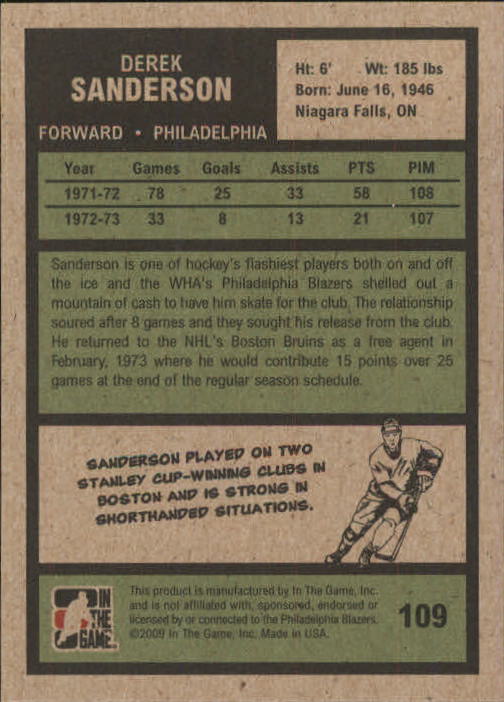 DEREK
SANDERSON
FORWARD • PHILADELPHIA
Ht: 6' Wt: 185 lbs
Born: June 16, 1946
Niagara Falls, ON
Year Games Goals Assists PTS PIM
1971-72 78 25 33 58 108
1972-73 33 8 13 21 107
Sanderson is one of hockey's flashiest players both on and off
the ice and the WHA's Philadelphia Blazers shelled out a
mountain of cash to have him skate for the club. The relationship
soured after 8 games and they sought his release from the club.
He returned to the NHL's Boston Bruins as a free agent in
February, 1973 where he would contribute 15 points over 25
games at the end of the regular season schedule.
SANDERSON PLAYED ON TWO
STANLEY CUP-WINNING CLUBS IN
BOSTON AND IS STRONG IN
SHORTHANDED SITUATIONS.
IN
THE
GAME
This product is manufactured by In The Game, Inc.
and is not affiliated with, sponsored, endorsed or
licensed by or connected to the Philadelphia Blazers.
©2009 In The Game, Inc. Made in USA.
109